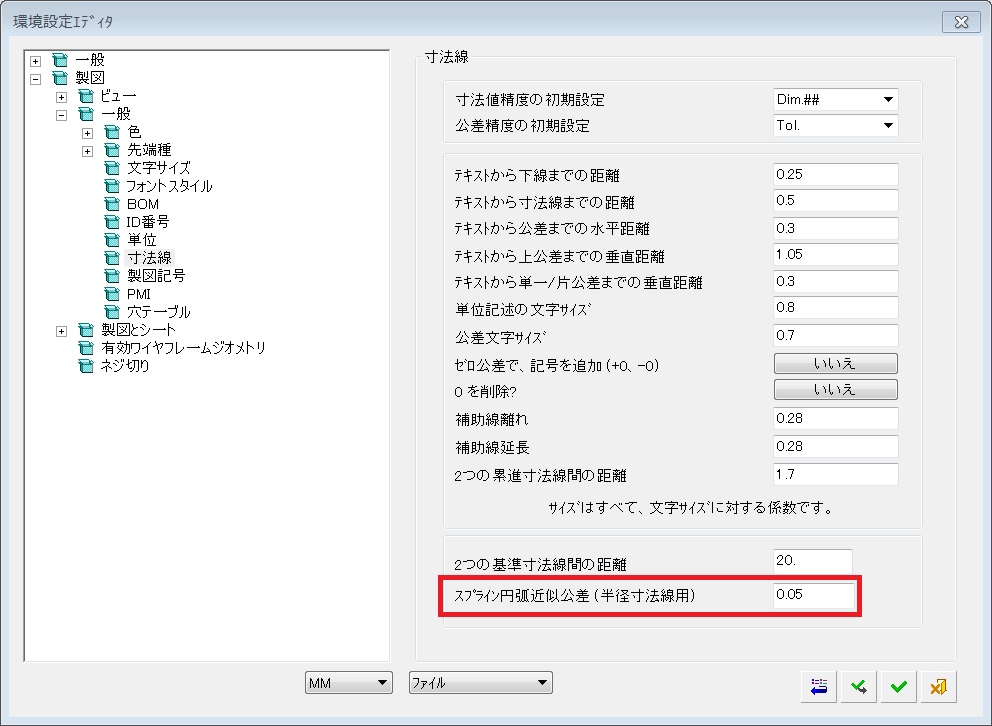 環境設定ｴﾃﾞｨﾀ
一般
製図
ビュー
一般
色
先端種
文字サイズ
フォントスタイル
BOM
ID番号
単位
寸法線
製図記号
PMI
穴テーブル
製図とシート
有効ワイヤフレームジオメトリ
ネジ切り
寸法線
寸法値精度の初期設定 Dim.##
公差精度の初期設定 Tol.
ﾃｷｽﾄから下線までの距離 0.25
ﾃｷｽﾄから寸法線までの距離 0.5
ﾃｷｽﾄから公差までの水平距離 0.3
ﾃｷｽﾄから上公差までの垂直距離 1.05
ﾃｷｽﾄから単一/片公差までの垂直距離 0.3
単位記述の文字ｻｲｽﾞ 0.8
公差文字ｻｲｽﾞ 0.7
ｾﾞﾛ公差で、記号を追加 (+0、-0) いいえ
0 を削除? いいえ
補助線離れ 0.28
補助線延長 0.28
2つの累進寸法線間の距離 1.7
ｻｲｽﾞはすべて、文字ｻｲｽﾞに対する係数です。
2つの基準寸法線間の距離 20.
ｽﾌﾟﾗｲﾝ円弧近似公差 (半径寸法線用) 0.05
MM ﾌｧｲﾙ